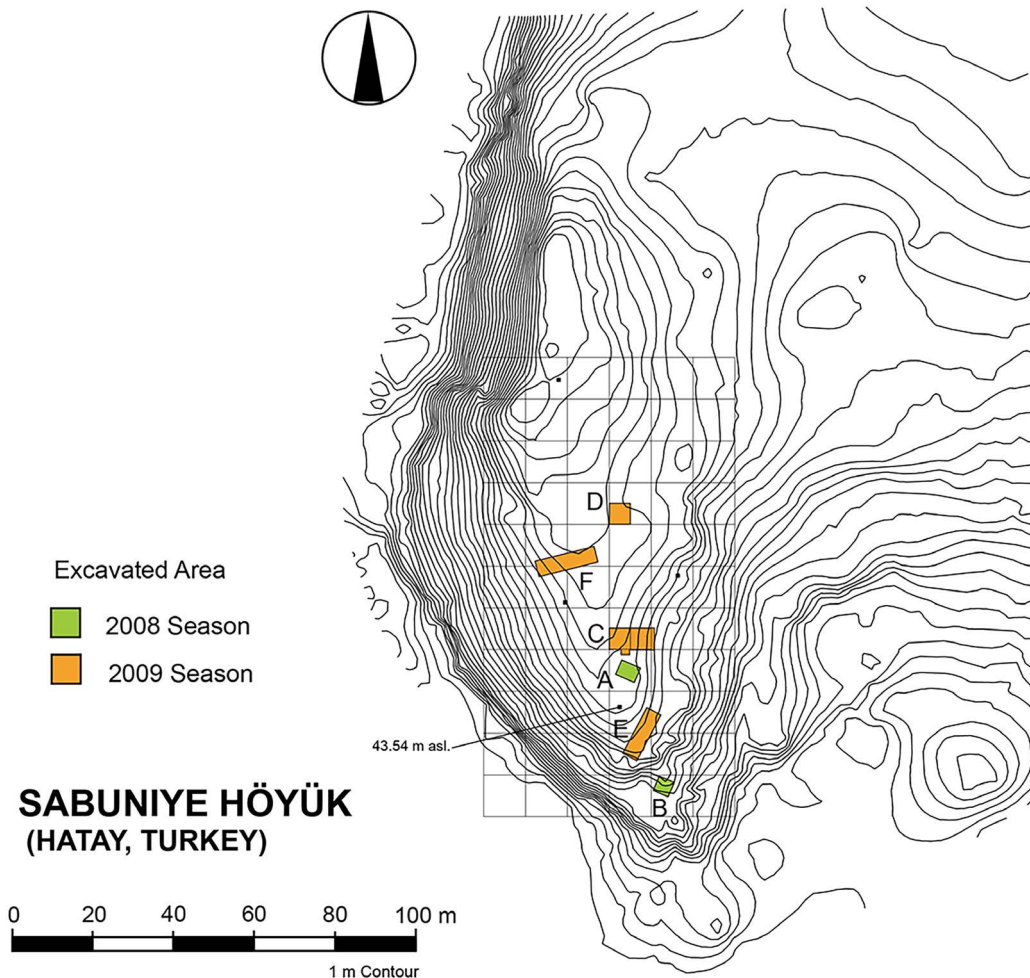 D
F
C
A
E
B
43.54 m asl.
Excavated Area
2008 Season
2009 Season
SABUNIYE HÖYÜK
(HATAY, TURKEY)
0 20 40 60 80 100 m
1 m Contour